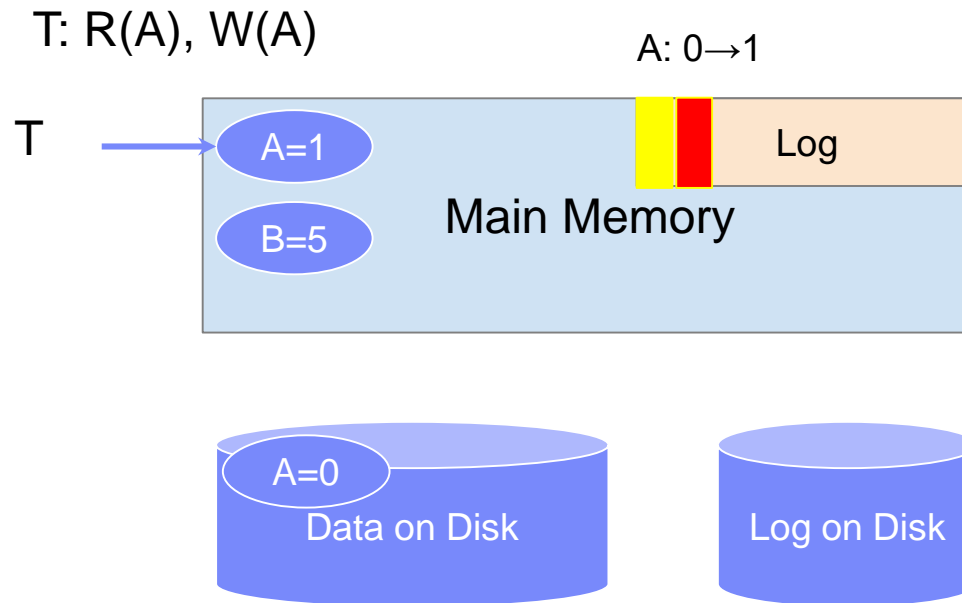 T: R(A), W(A)
A: 0→1
T
A=1
Log
B=5
Main Memory
A=0
Data on Disk
Log on Disk